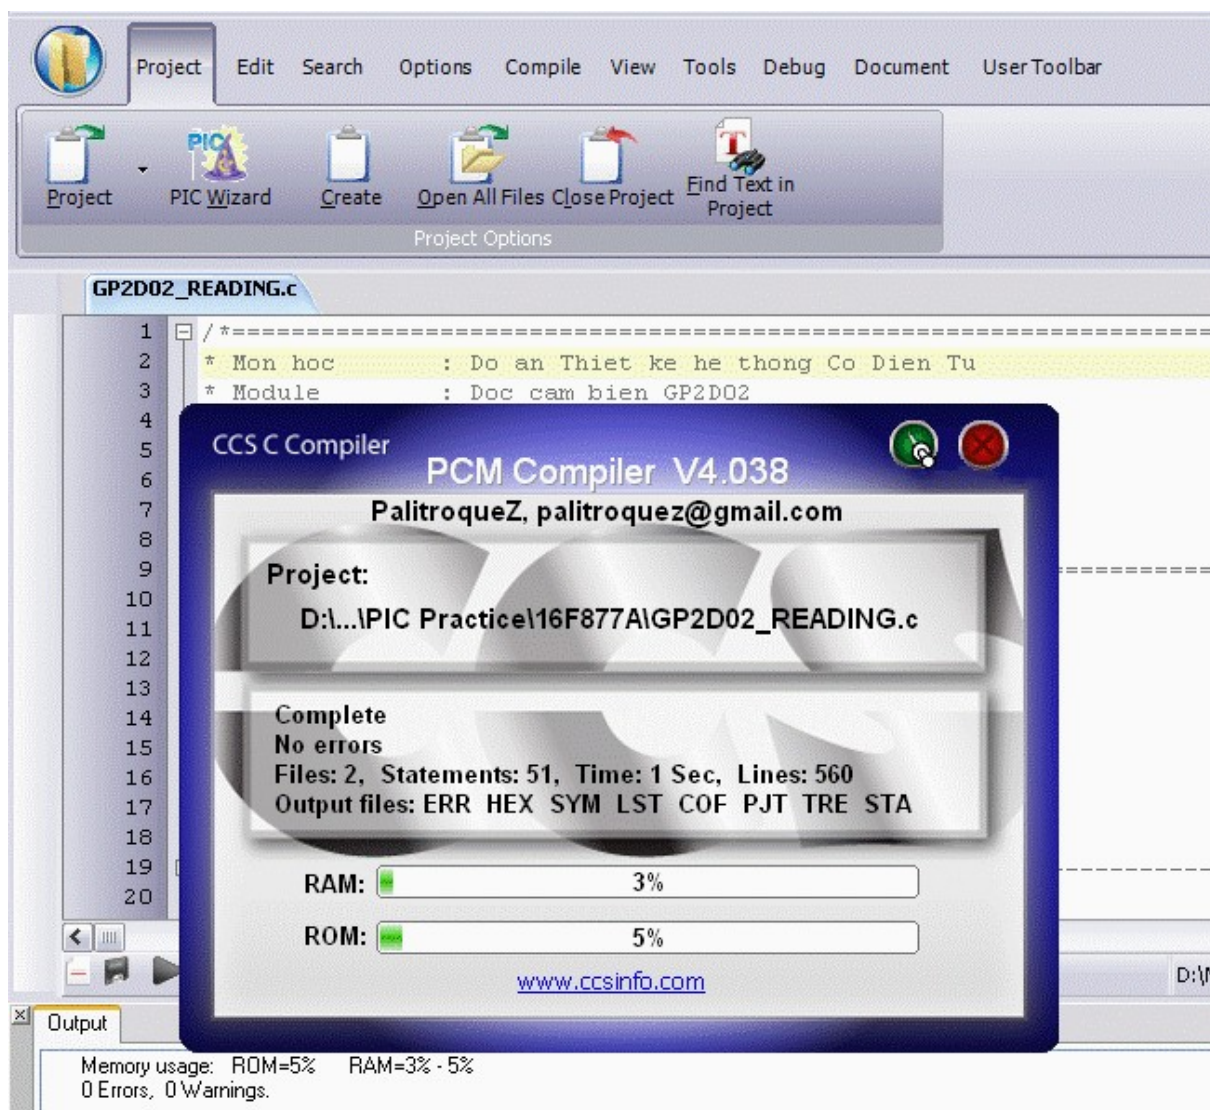 Project Edit Search Options Compile View Tools Debug Document User Toolbar
Project PIC Wizard Create Open All Files Close Project Find Text in Project
Project Options
GP2D02_READING.c
1 /*==================================================================
2 * Mon hoc : Do an Thiet ke he thong Co Dien Tu
3 * Module : Doc cam bien GP2D02
4
5
6
7
8
9 ==========
10
11
12
13
14
15
16
17
18
19 ----------
20
CCS C Compiler
PCM Compiler V4.038
PalitroqueZ, palitroquez@gmail.com
Project:
D:\...\PIC Practice\16F877A\GP2D02_READING.c
Complete
No errors
Files: 2, Statements: 51, Time: 1 Sec, Lines: 560
Output files: ERR HEX SYM LST COF PJT TRE STA
RAM: 3%
ROM: 5%
www.ccsinfo.com
Output
Memory usage: ROM=5% RAM=3% - 5%
0 Errors, 0 Warnings.